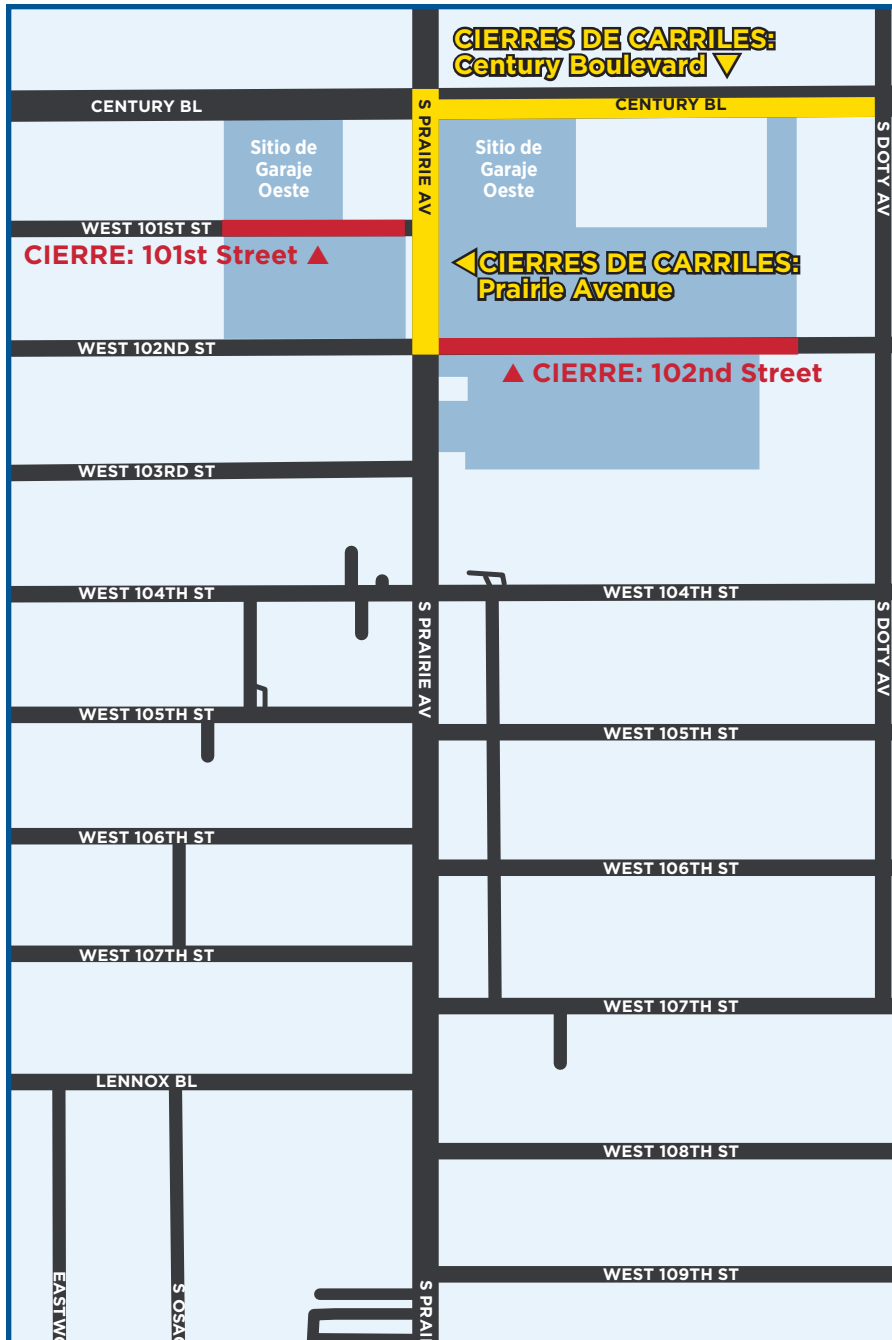 CIERRES DE CARRILES:
Century Boulevard ▽
CENTURY BL
CENTURY BL
S PRAIRIE AV
S DOTY AV
Sitio de
Garaje
Oeste
Sitio de
Garaje
Oeste
WEST 101ST ST
CIERRE: 101st Street ▲
◁CIERRES DE CARRILES:
Prairie Avenue
WEST 102ND ST
▲ CIERRE: 102nd Street
WEST 103RD ST
WEST 104TH ST
WEST 104TH ST
S PRAIRIE AV
S DOTY AV
WEST 105TH ST
WEST 105TH ST
WEST 106TH ST
WEST 106TH ST
WEST 107TH ST
WEST 107TH ST
LENNOX BL
WEST 108TH ST
WEST 109TH ST
EASTWO
S OSAG
S PRAI